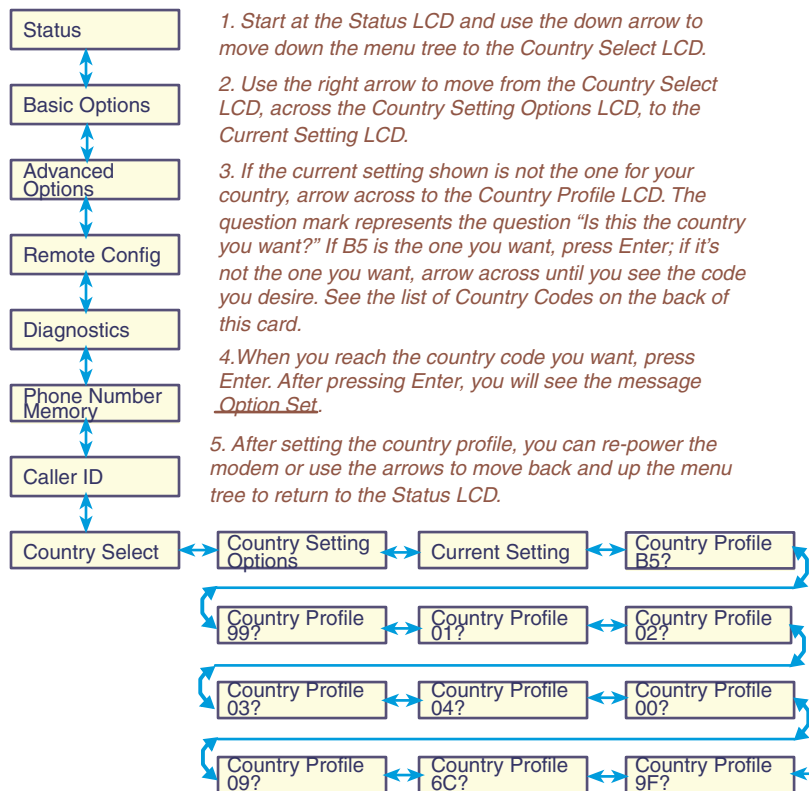 Status
Basic Options
Advanced
Options
Remote Config
Diagnostics
Phone Number
Memory
Caller ID
Country Select
1. Start at the Status LCD and use the down arrow to
move down the menu tree to the Country Select LCD.
2. Use the right arrow to move from the Country Select
LCD, across the Country Setting Options LCD, to the
Current Setting LCD.
3. If the current setting shown is not the one for your
country, arrow across to the Country Profile LCD. The
question mark represents the question “Is this the country
you want?” If B5 is the one you want, press Enter; if it’s
not the one you want, arrow across until you see the code
you desire. See the list of Country Codes on the back of
this card.
4.When you reach the country code you want, press
Enter. After pressing Enter, you will see the message
Option Set.
5. After setting the country profile, you can re-power the
modem or use the arrows to move back and up the menu
tree to return to the Status LCD.
Country Setting
Options
Current Setting
Country Profile
B5?
Country Profile
99?
Country Profile
01?
Country Profile
02?
Country Profile
03?
Country Profile
04?
Country Profile
00?
Country Profile
09?
Country Profile
6C?
Country Profile
9F?